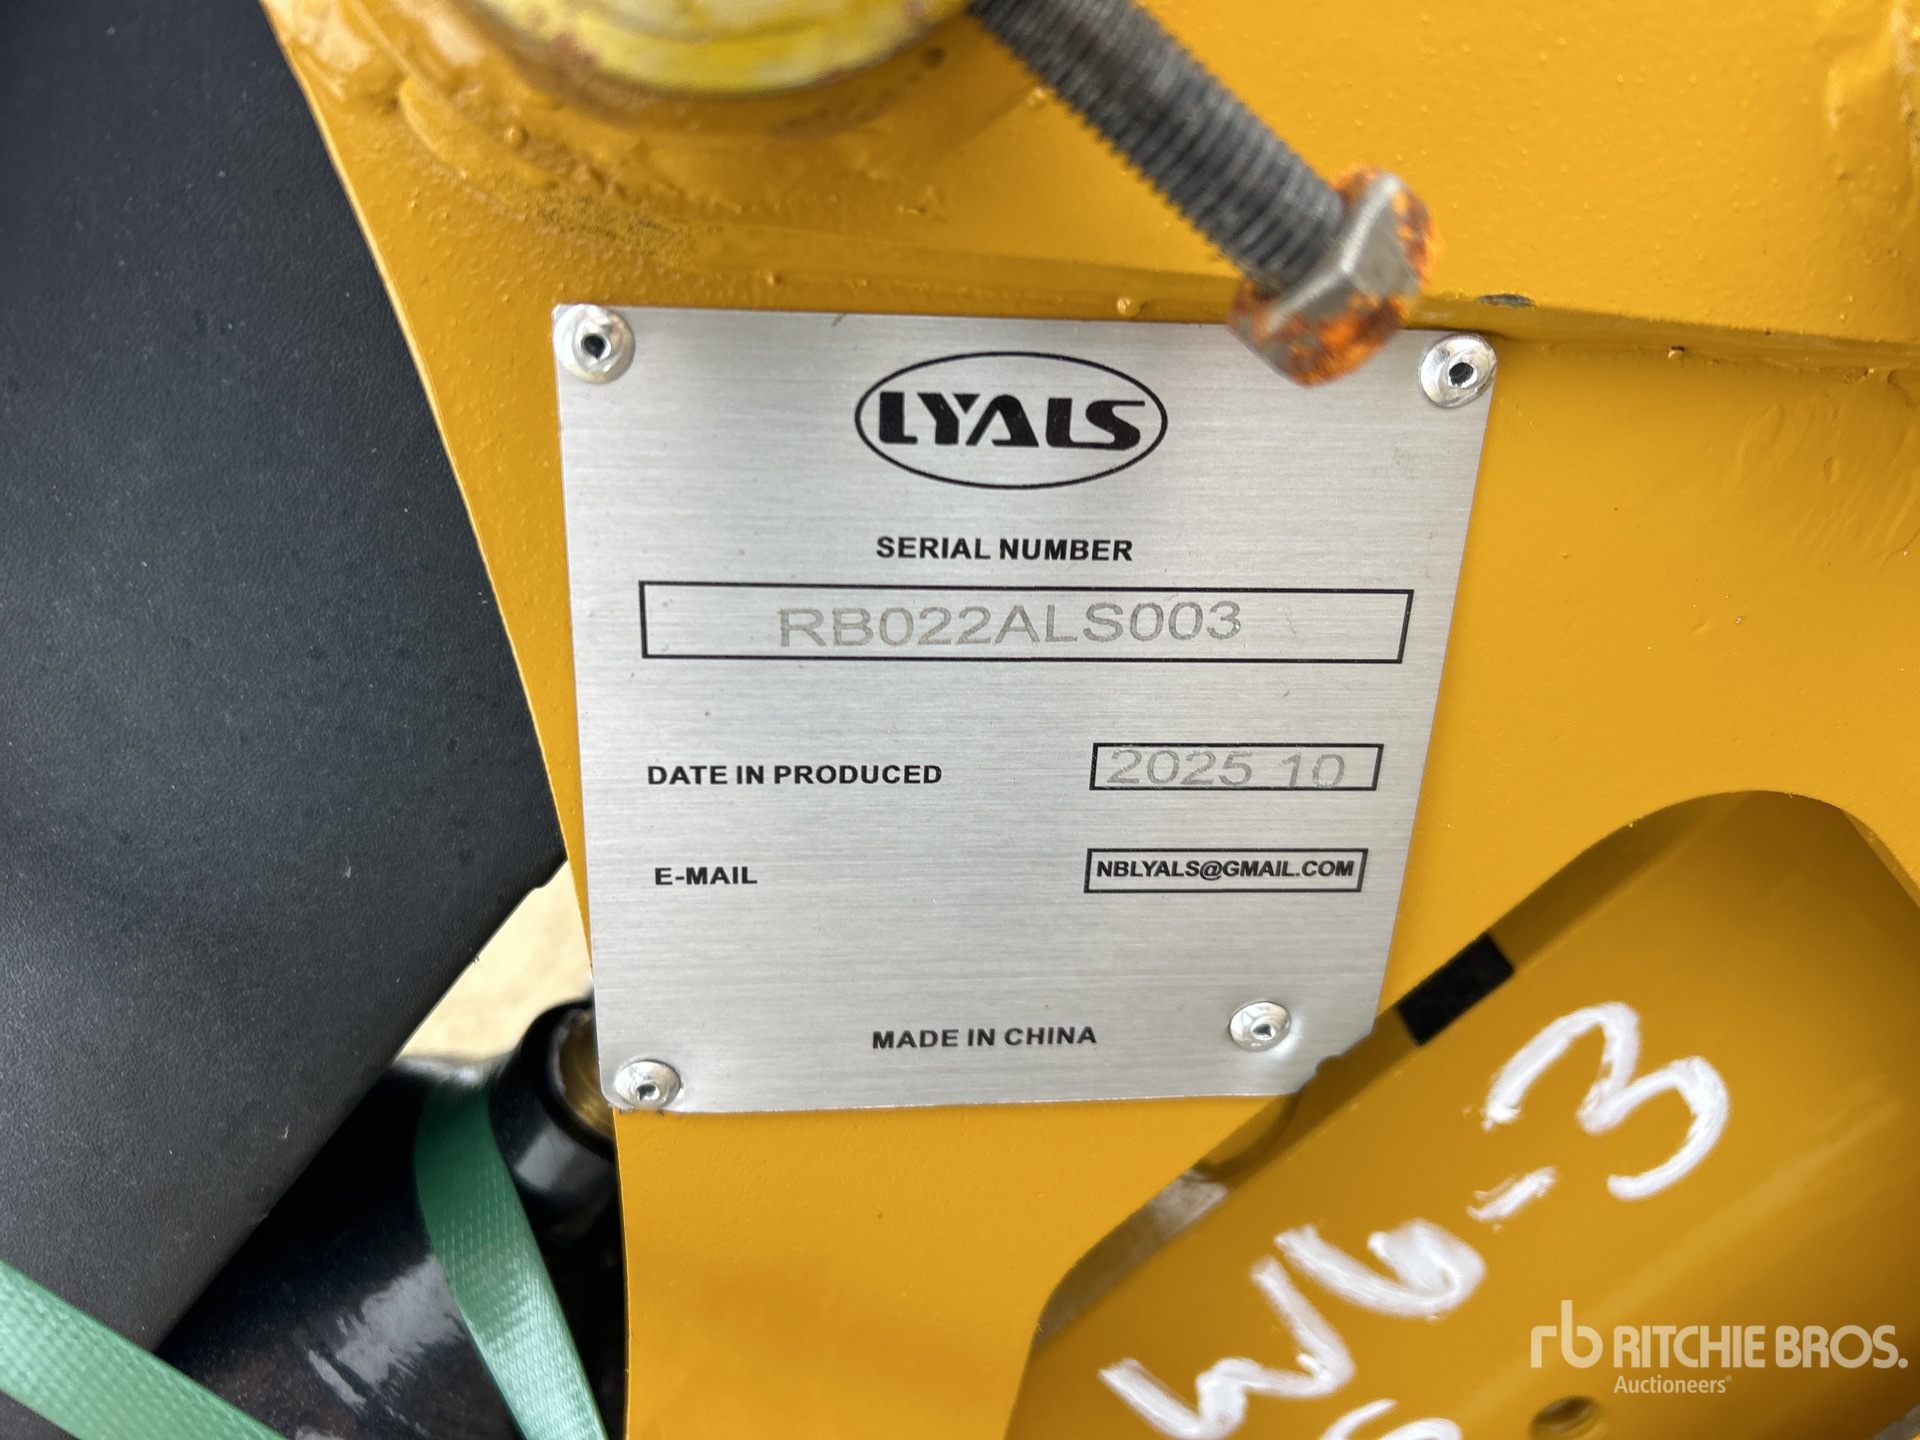 LYALS
SERIAL NUMBER
RB022ALS003
DATE IN PRODUCED 2025 10
E-MAIL NBLYALS@GMAIL.COM
MADE IN CHINA
W6-3
rb RITCHIE BROS.
Auctioneers